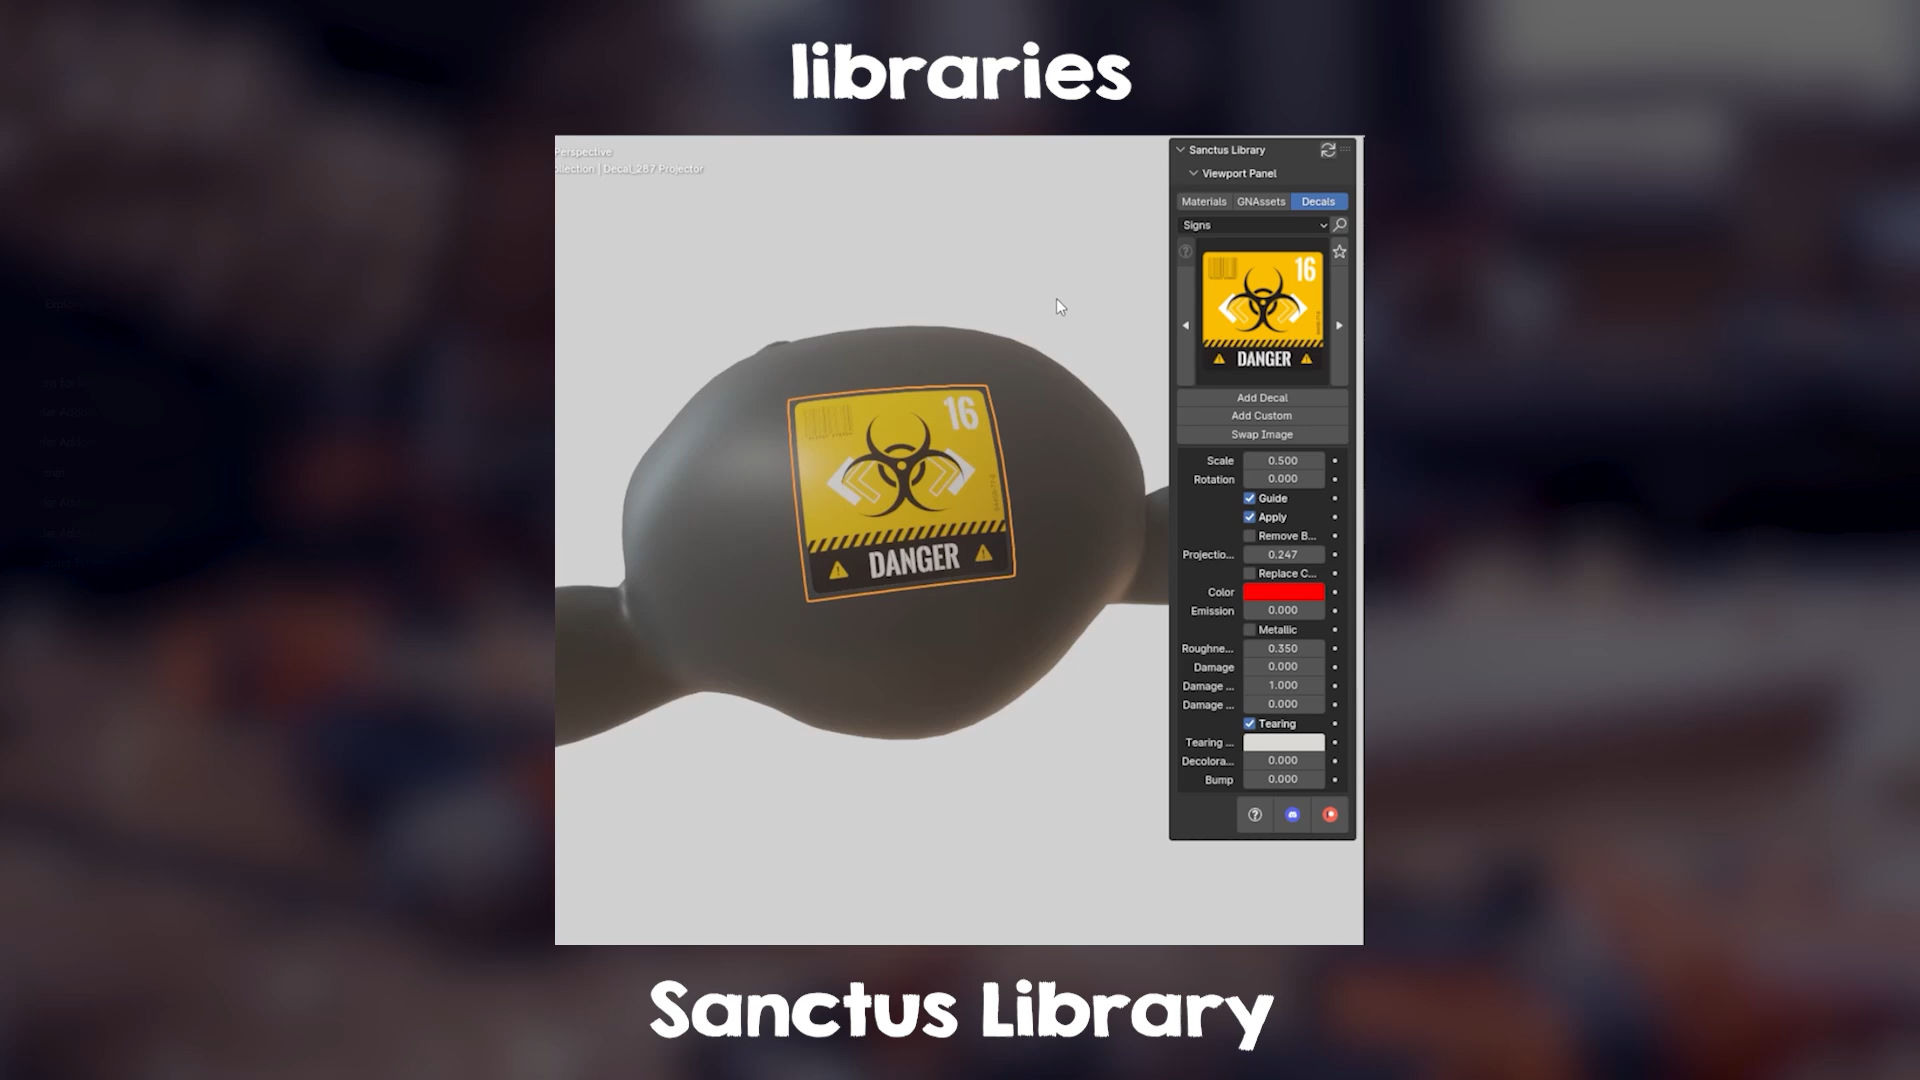 libraries
Perspective
ollection | Decal_287 Projector
Sanctus Library
Viewport Panel
Materials
GNAssets
Decals
Signs
16
DANGER
Add Decal
Add Custom
Swap Image
Scale 0.500
Rotation 0.000
Guide
Apply
Remove B...
Projectio... 0.247
Replace C...
Color
Emission 0.000
Metallic
Roughne... 0.350
Damage 0.000
Damage ... 1.000
Damage ... 0.000
Tearing
Tearing ...
Decolora... 0.000
Bump 0.000
16
DANGER
Sanctus Library